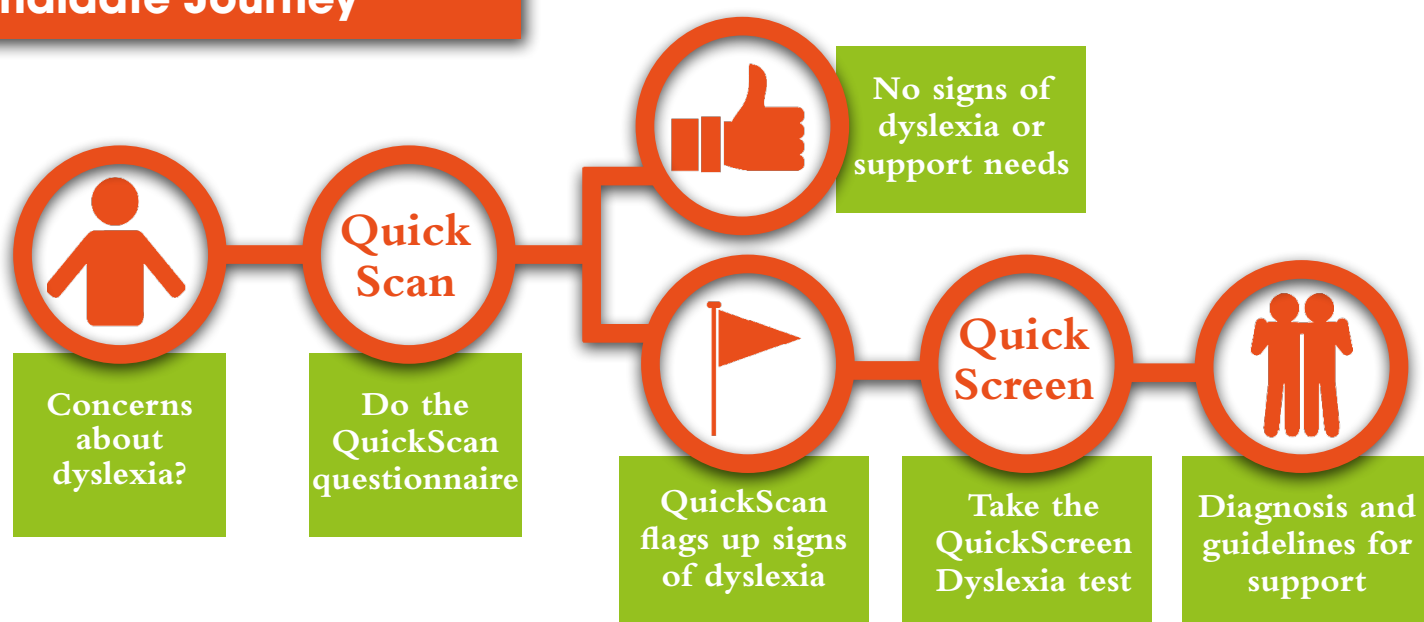 Journey
Quick
Scan
No signs of
dyslexia or
support needs
Concerns
about
dyslexia?
Do the
QuickScan
questionnaire
Quick
Screen
QuickScan
flags up signs
of dyslexia
Take the
QuickScreen
Dyslexia test
Diagnosis and
guidelines for
support